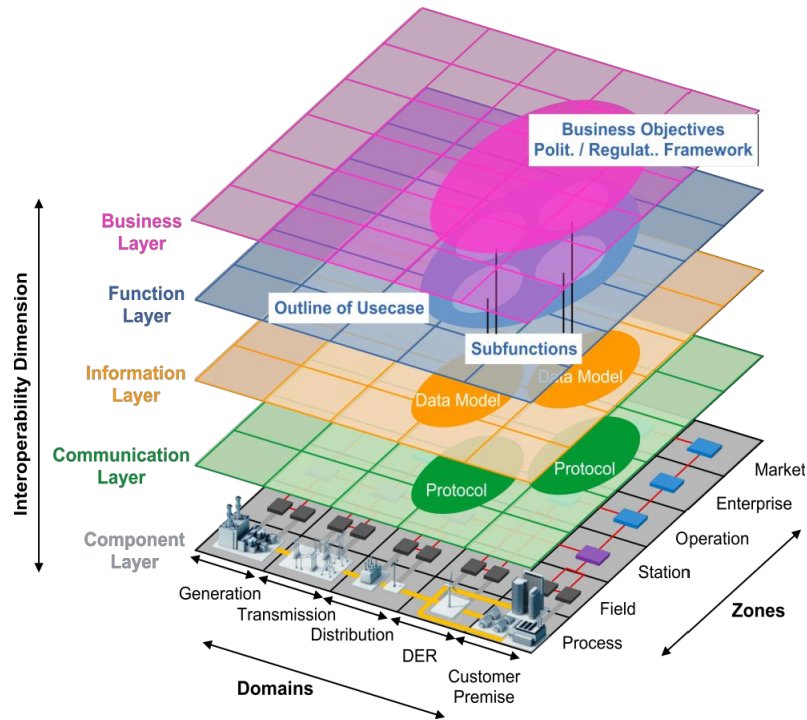 Business Objectives
Polit. / Regulat.. Framework
Business
Layer
Function
Layer
Outline of Usecase
Subfunctions
Information
Layer
Data Model
Data Model
Communication
Layer
Protocol
Protocol
Component
Layer
Interoperability Dimension
Generation
Transmission
Distribution
DER
Customer
Premise
Domains
Market
Enterprise
Operation
Station
Field
Process
Zones